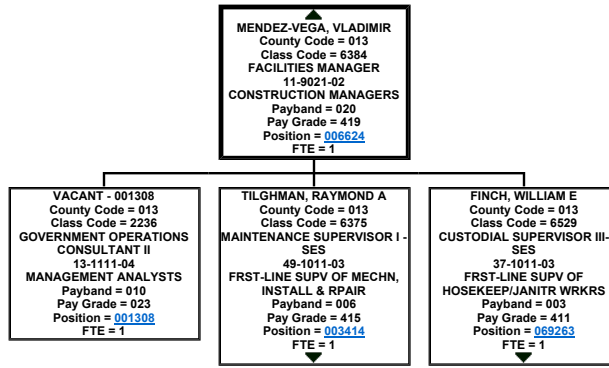 MENDEZ-VEGA, VLADIMIR
County Code = 013
Class Code = 6384
FACILITIES MANAGER
11-9021-02
CONSTRUCTION MANAGERS
Payband = 020
Pay Grade = 419
Position = 006624
FTE = 1
VACANT - 001308
County Code = 013
Class Code = 2236
GOVERNMENT OPERATIONS
CONSULTANT II
13-1111-04
MANAGEMENT ANALYSTS
Payband = 010
Pay Grade = 023
Position = 001308
FTE = 1
TILGHMAN, RAYMOND A
County Code = 013
Class Code = 6375
MAINTENANCE SUPERVISOR I -
SES
49-1011-03
FRST-LINE SUPV OF MECHN,
INSTALL & RPAIR
Payband = 006
Pay Grade = 415
Position = 003414
FTE = 1
FINCH, WILLIAM E
County Code = 013
Class Code = 6529
CUSTODIAL SUPERVISOR III-
SES
37-1011-03
FRST-LINE SUPV OF
HOSEKEEP/JANITR WRKRS
Payband = 003
Pay Grade = 411
Position = 069263
FTE = 1